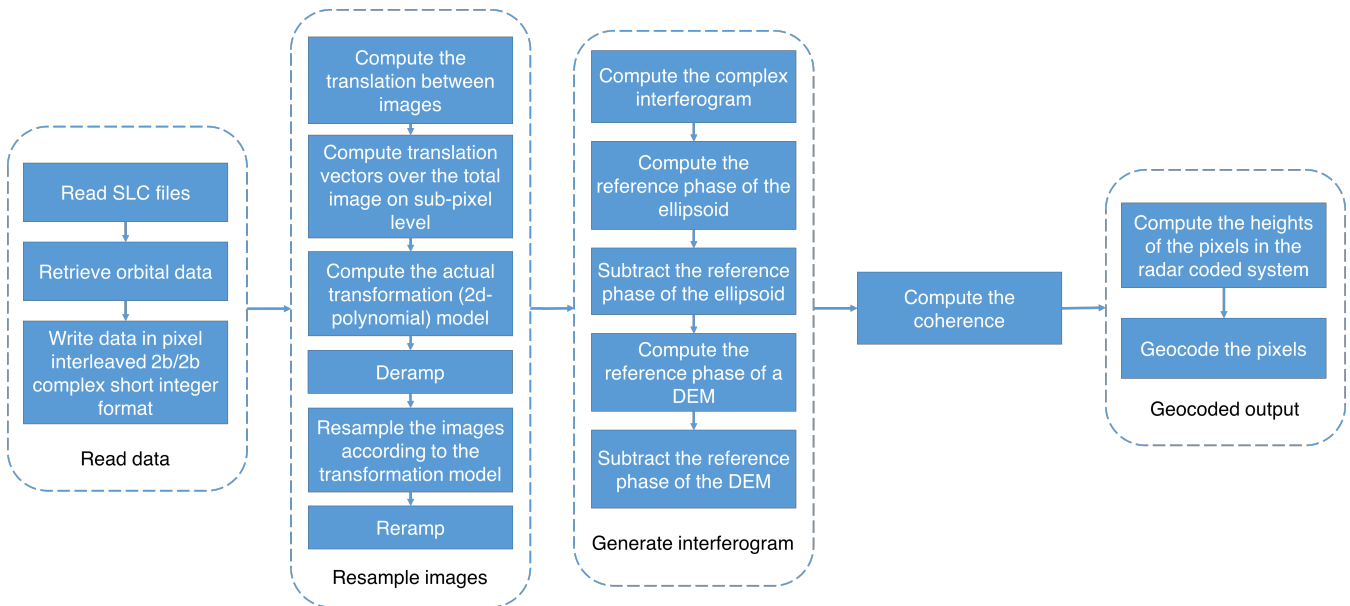 Read SLC files
Retrieve orbital data
Write data in pixel
interleaved 2b/2b
complex short integer
format
Read data
Compute the
translation between
images
Compute translation
vectors over the total
image on sub-pixel
level
Compute the actual
transformation (2d-
polynomial) model
Deramp
Resample the images
according to the
transformation model
Reramp
Resample images
Compute the complex
interferogram
Compute the
reference phase of the
ellipsoid
Subtract the reference
phase of the ellipsoid
Compute the
reference phase of a
DEM
Subtract the reference
phase of the DEM
Generate interferogram
Compute the
coherence
Compute the heights
of the pixels in the
radar coded system
Geocode the pixels
Geocoded output